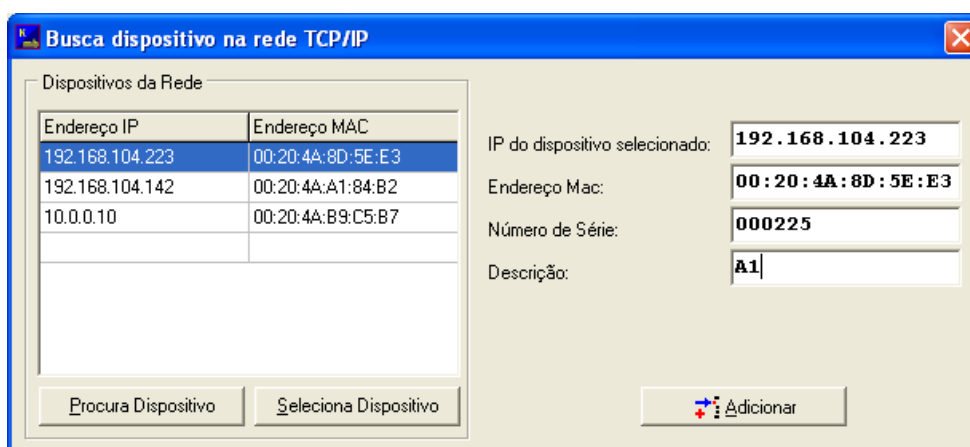 Busca dispositivo na rede TCP/IP
Dispositivos da Rede
Endereço IP Endereço MAC
192.168.104.223 00:20:4A:8D:5E:E3
192.168.104.142 00:20:4A:A1:84:B2
10.0.0.10 00:20:4A:B9:C5:B7
Procura Dispositivo Seleciona Dispositivo
IP do dispositivo selecionado: 192.168.104.223
Endereço Mac: 00:20:4A:8D:5E:E3
Número de Série: 000225
Descrição: A1
Adicionar